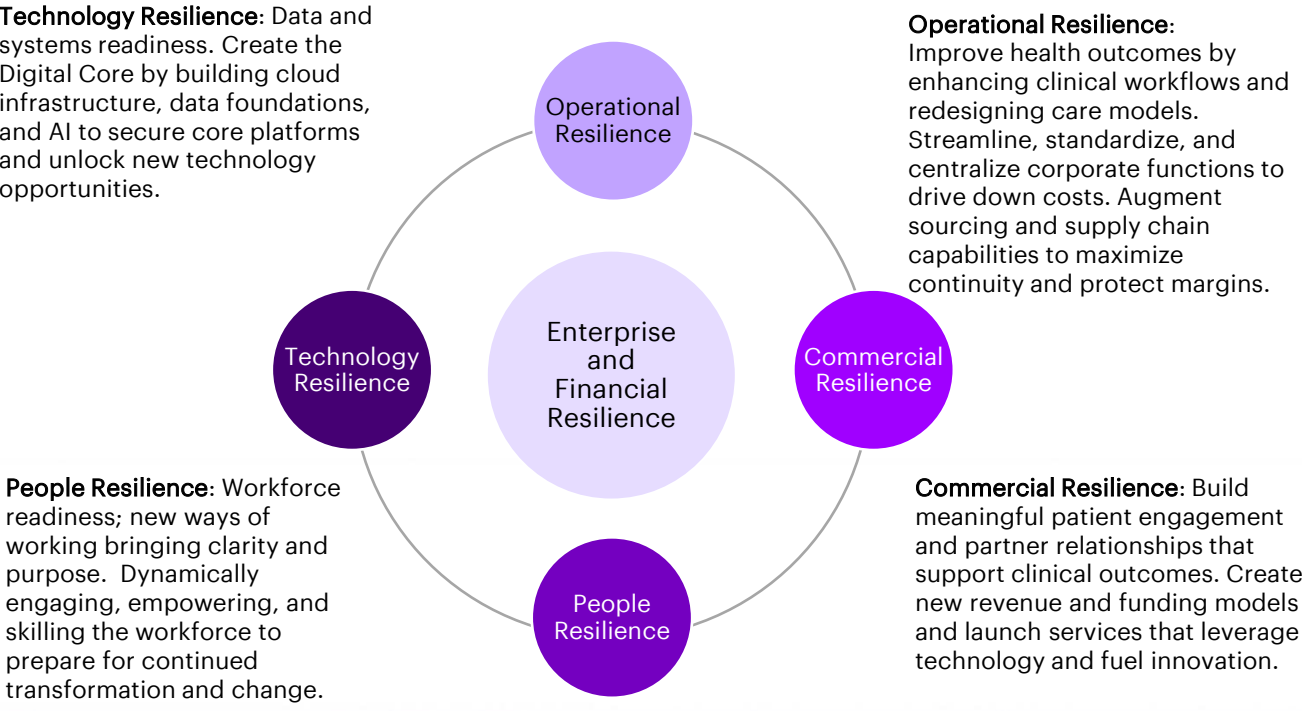 Technology Resilience: Data and
systems readiness. Create the
Digital Core by building cloud
infrastructure, data foundations,
and AI to secure core platforms
and unlock new technology
opportunities.
Operational Resilience:
Improve health outcomes by
enhancing clinical workflows and
redesigning care models.
Streamline, standardize, and
centralize corporate functions to
drive down costs. Augment
sourcing and supply chain
capabilities to maximize
continuity and protect margins.
Operational
Resilience
Technology
Resilience
Enterprise
and
Financial
Resilience
Commercial
Resilience
People
Resilience
People Resilience: Workforce
readiness; new ways of
working bringing clarity and
purpose.  Dynamically
engaging, empowering, and
skilling the workforce to
prepare for continued
transformation and change.
Commercial Resilience: Build
meaningful patient engagement
and partner relationships that
support clinical outcomes. Create
new revenue and funding models
and launch services that leverage
technology and fuel innovation.